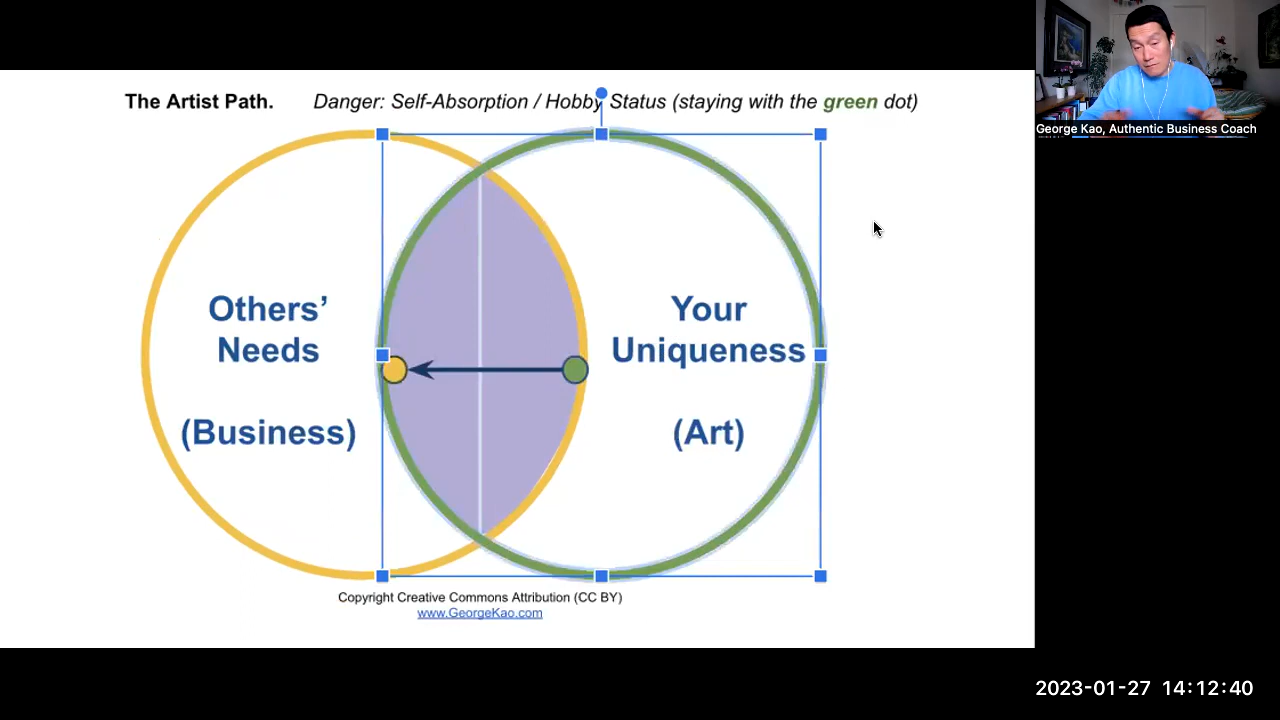 The Artist Path. Danger: Self-Absorption / Hobby Status (staying with the green dot)
Others’
Needs
(Business)
Your
Uniqueness
(Art)
Copyright Creative Commons Attribution (CC BY)
www.GeorgeKao.com
George Kao, Authentic Business Coach
2023-01-27 14:12:40